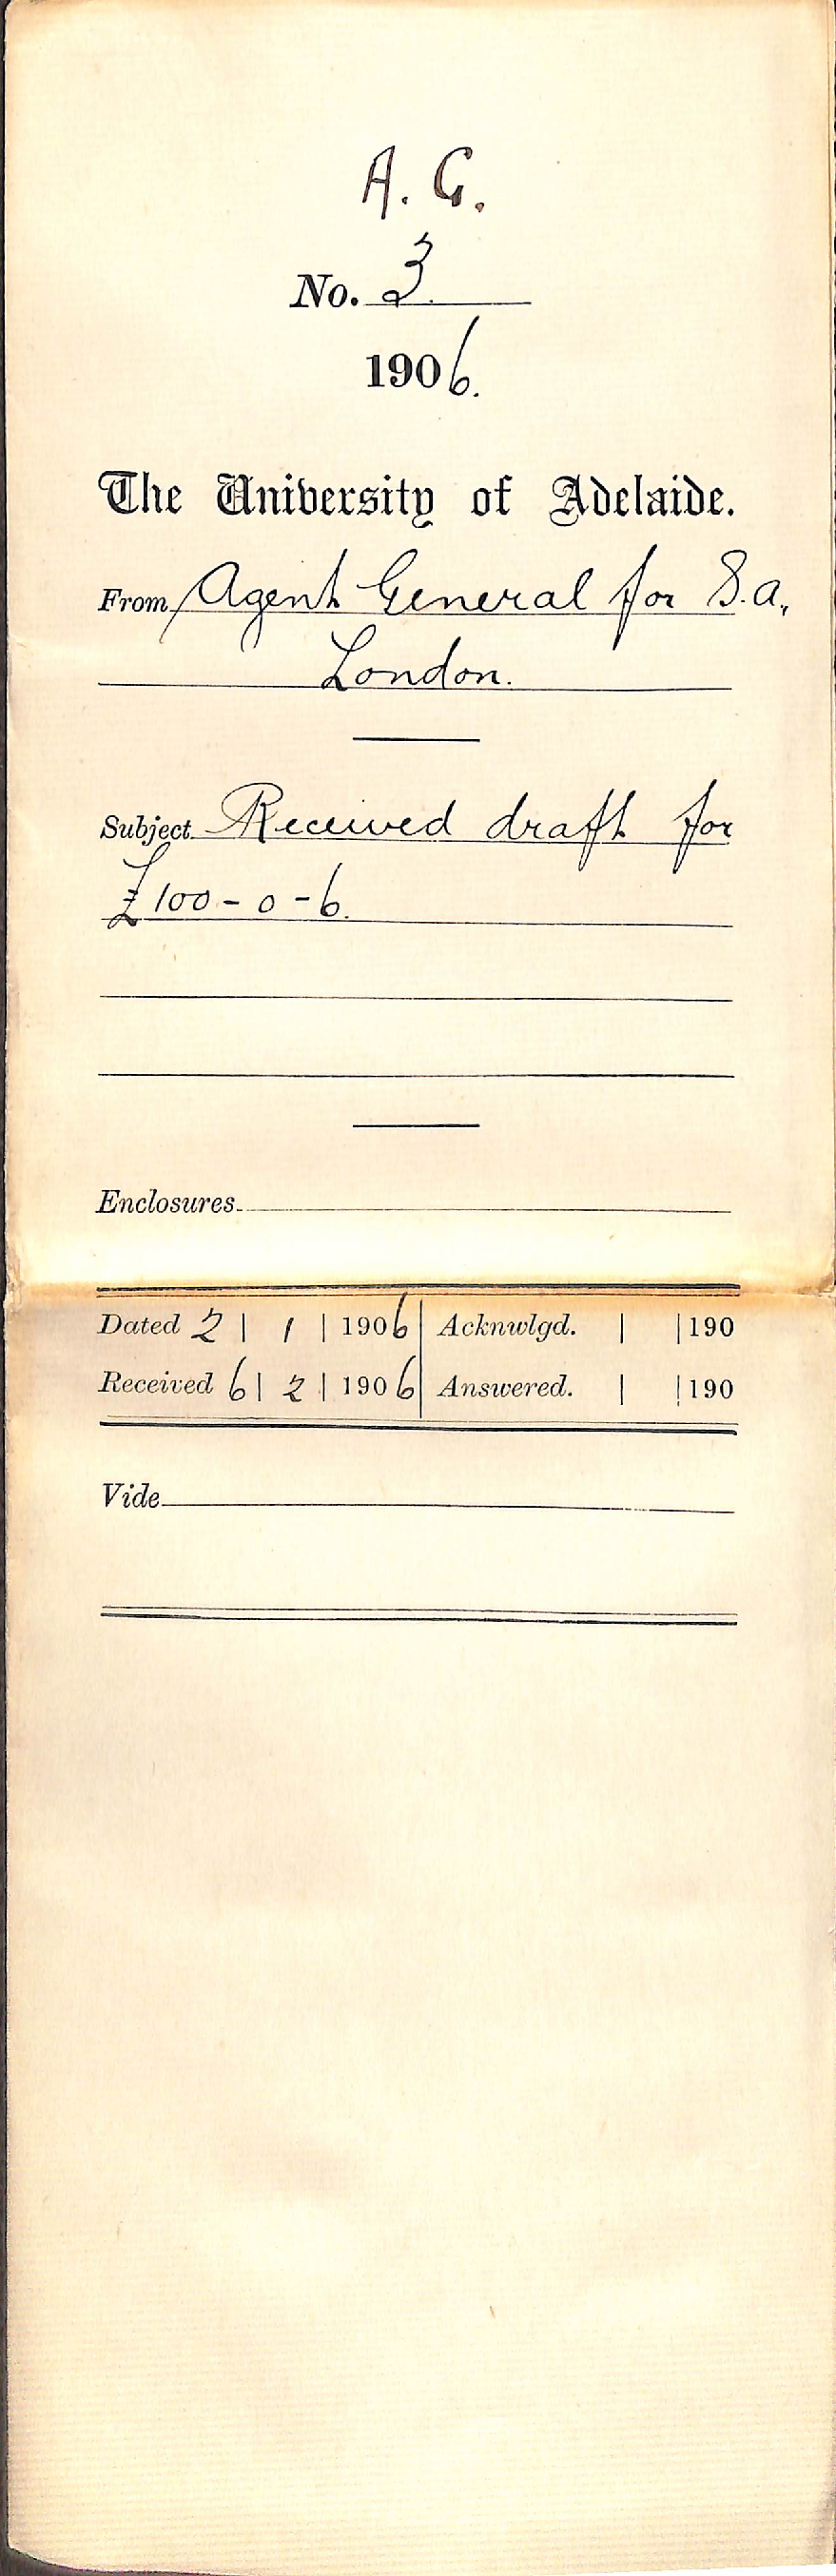 A. G.
No. 3.
1906.
The University of Adelaide.
From Agent General for S.A.,
London.
Subject Received draft for
£100-0-6.
Enclosures
Dated 2 | 1 | 1906 | Acknwlgd. | | 190
Received 6 | 2 | 1906 | Answered. | | 190
Vide